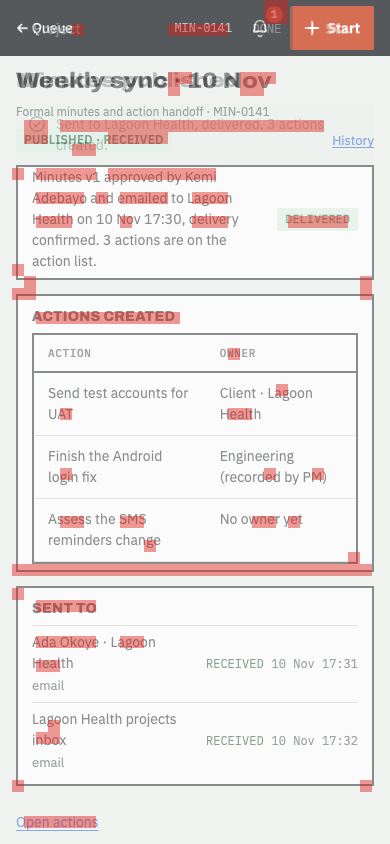 ← Queue
MIN-0141
DONE
1
+ Start
Weekly sync · 10 Nov
Formal minutes and action handoff · MIN-0141
Sent to Lagoon Health, delivered. 3 actions
created.
PUBLISHED · RECEIVED
History
Minutes v1 approved by Kemi
Adebayo and emailed to Lagoon
Health on 10 Nov 17:30, delivery
confirmed. 3 actions are on the
action list.
DELIVERED
ACTIONS CREATED
ACTION
OWNER
Send test accounts for
UAT
Client · Lagoon
Health
Finish the Android
login fix
Engineering
(recorded by PM)
Assess the SMS
reminders change
No owner yet
SENT TO
Ada Okoye · Lagoon
Health
email
RECEIVED 10 Nov 17:31
Lagoon Health projects
inbox
email
RECEIVED 10 Nov 17:32
Open actions